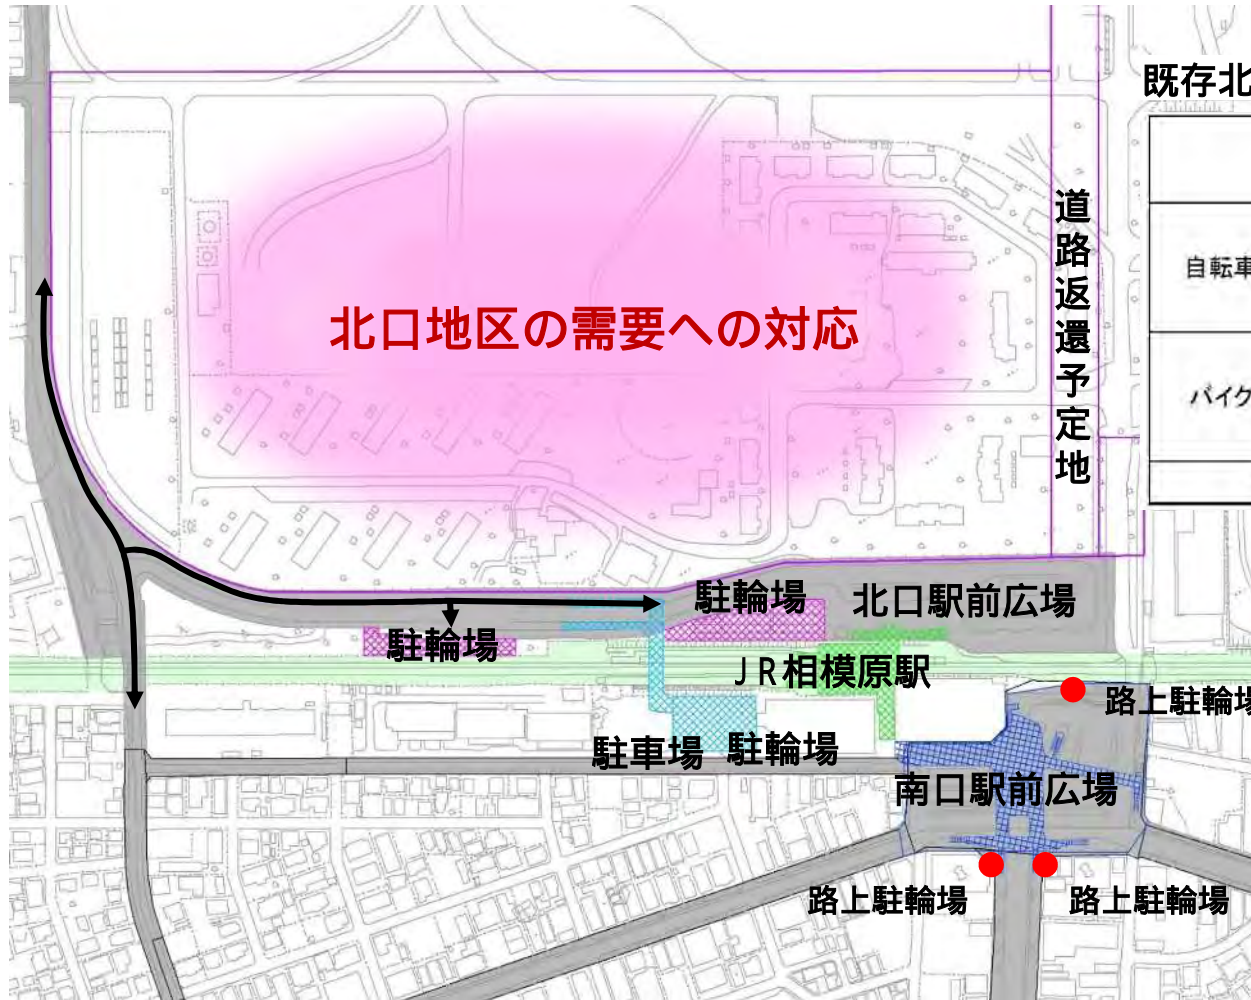 既存北
自転車
バイク
道路返還予定地
北口地区の需要への対応
駐輪場
北口駅前広場
駐輪場
JR相模原駅
路上駐輪場
駐車場
駐輪場
南口駅前広場
路上駐輪場
路上駐輪場